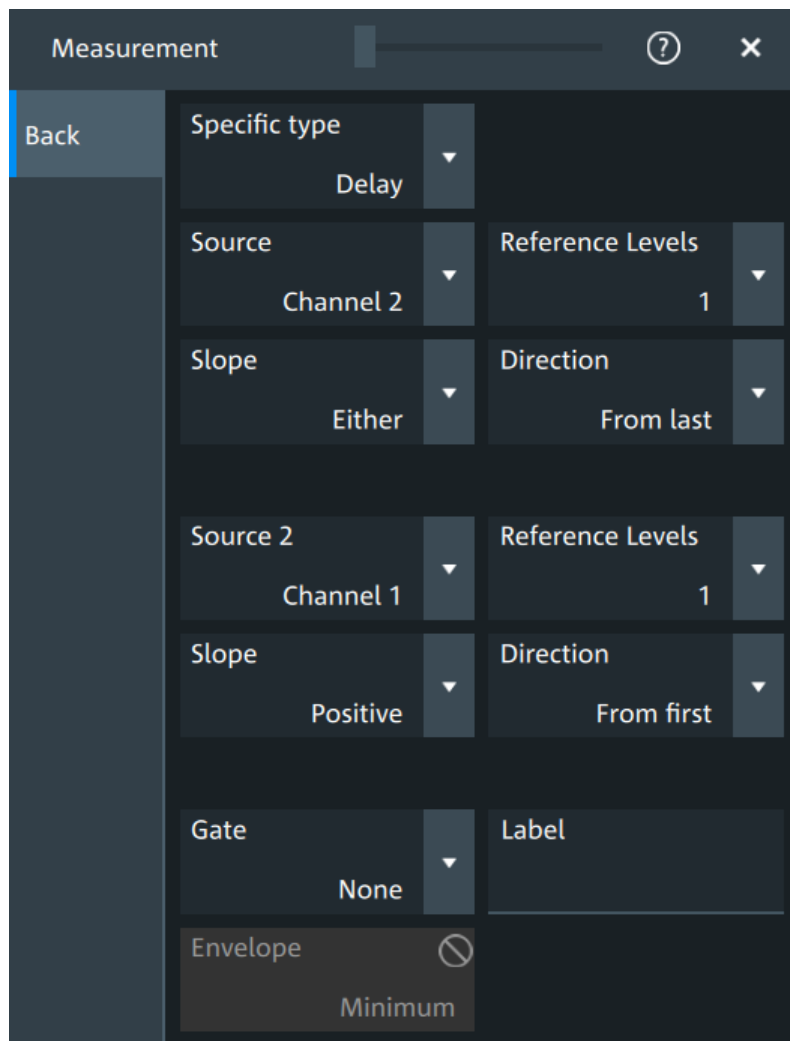 Measurement
Back
Specific type
Delay
Source
Channel 2
Reference Levels
1
Slope
Either
Direction
From last
Source 2
Channel 1
Reference Levels
1
Slope
Positive
Direction
From first
Gate
None
Label
Envelope
Minimum